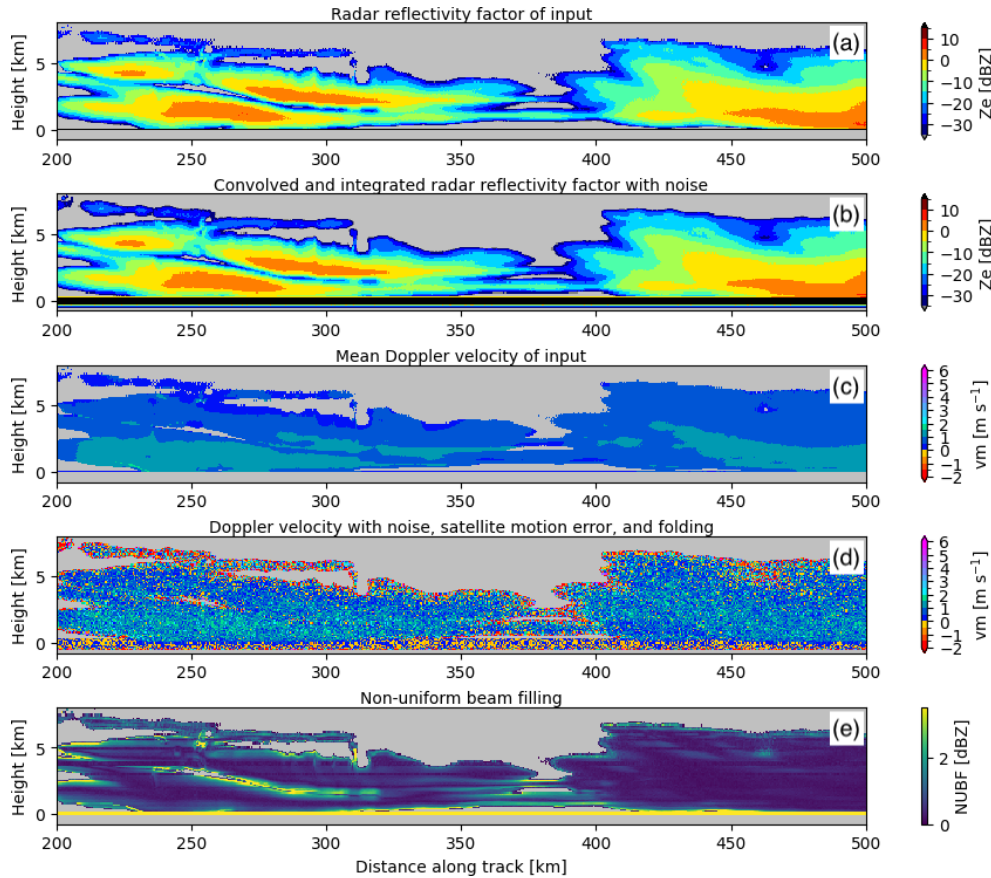 Radar reflectivity factor of input
(a)
Height [km]
5
0
200 250 300 350 400 450 500
10
0
−10
−20
−30
Ze [dBZ]
Convolved and integrated radar reflectivity factor with noise
(b)
Height [km]
5
0
200 250 300 350 400 450 500
10
0
−10
−20
−30
Ze [dBZ]
Mean Doppler velocity of input
(c)
Height [km]
5
0
200 250 300 350 400 450 500
6
5
4
3
2
1
0
−1
−2
vm [m s⁻¹]
Doppler velocity with noise, satellite motion error, and folding
(d)
Height [km]
5
0
200 250 300 350 400 450 500
6
5
4
3
2
1
0
−1
−2
vm [m s⁻¹]
Non-uniform beam filling
(e)
Height [km]
5
0
200 250 300 350 400 450 500
2
0
NUBF [dBZ]
Distance along track [km]